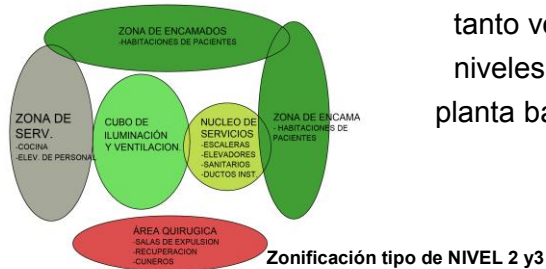 ZONA DE ENCAMADOS
-HABITACIONES DE PACIENTES
ZONA DE
SERV.
-COCINA
-ELEV. DE PERSONAL
CUBO DE
ILUMINACIÓN
Y VENTILACION.
NUCLEO DE
SERVICIOS
-ESCALERAS
-ELEVADORES
-SANITARIOS
-DUCTOS INST.
ZONA DE ENCAMA
- HABITACIONES DE
PACIENTES
ÁREA QUIRUGICA
-SALAS DE EXPULSION
-RECUPERACION
-CUNEROS
Zonificación tipo de NIVEL 2 y3
tanto ve
niveles
planta ba